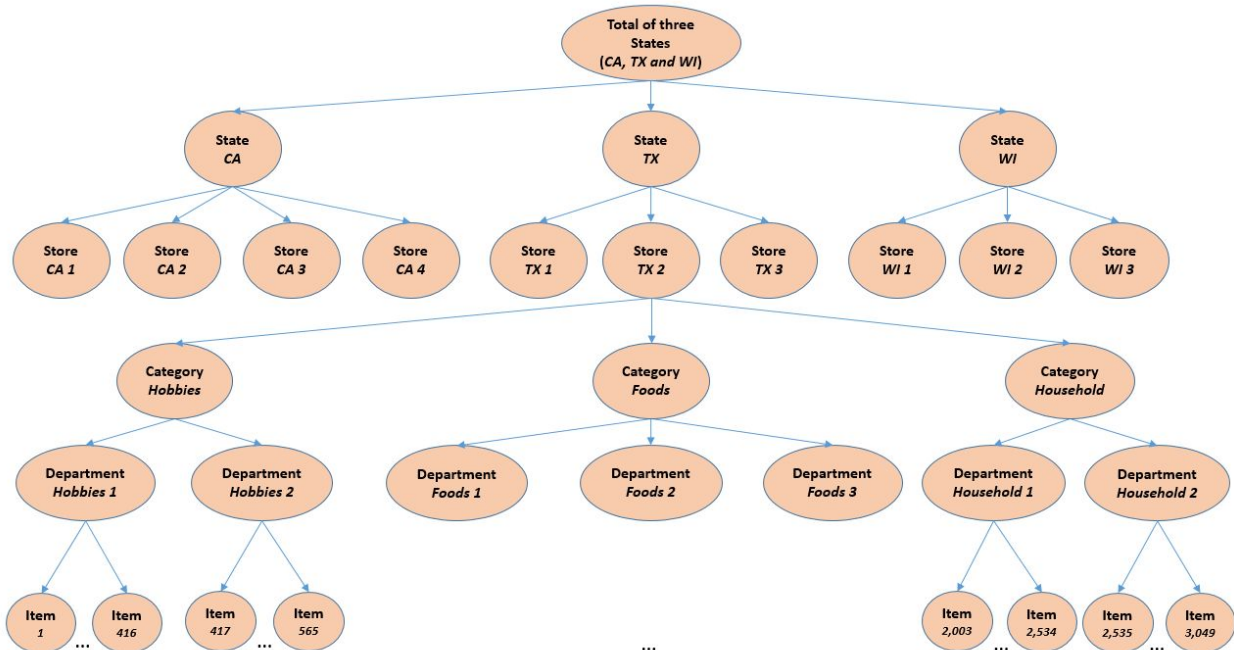 Total of three
States
(CA, TX and WI)
State
CA
State
TX
State
WI
Store
CA 1
Store
CA 2
Store
CA 3
Store
CA 4
Store
TX 1
Store
TX 2
Store
TX 3
Store
WI 1
Store
WI 2
Store
WI 3
Category
Hobbies
Category
Foods
Category
Household
Department
Hobbies 1
Department
Hobbies 2
Department
Foods 1
Department
Foods 2
Department
Foods 3
Department
Household 1
Department
Household 2
Item
1
...
Item
416
Item
417
...
Item
565
...
Item
2,003
...
Item
2,534
Item
2,535
...
Item
3,049